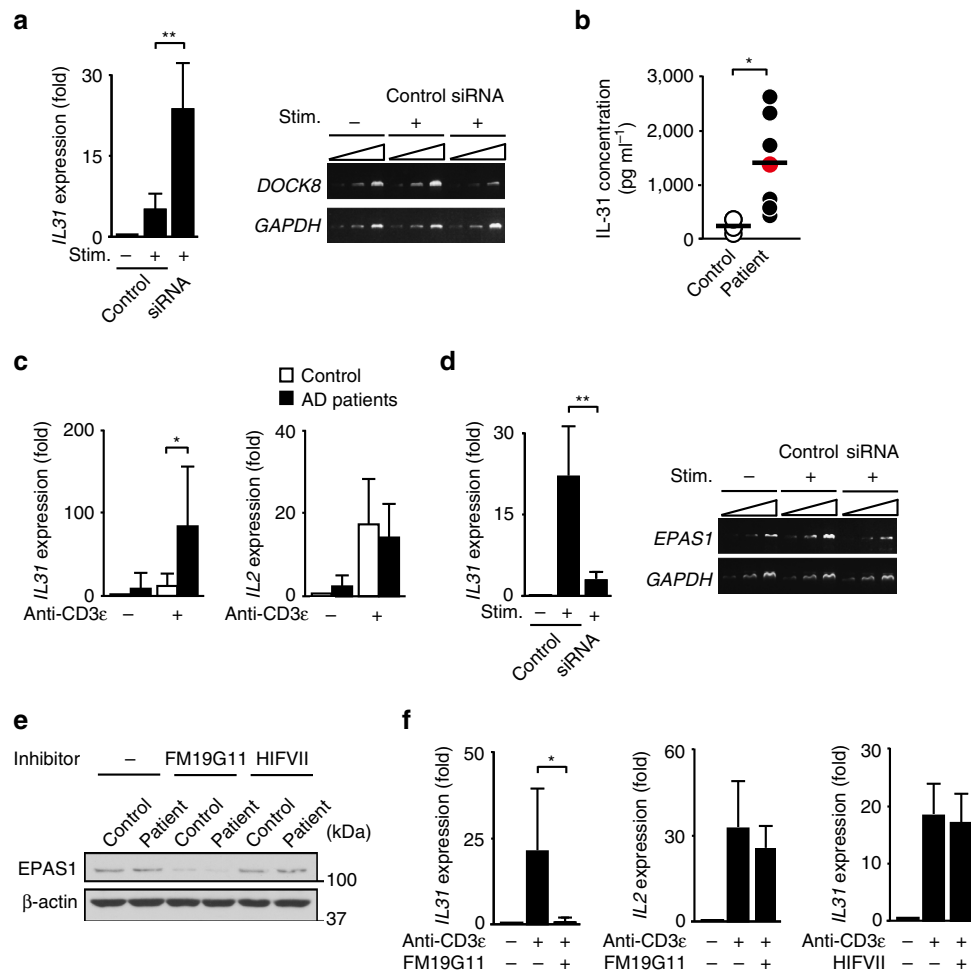 a
**
30
15
0
IL31 expression (fold)
Stim. – + +
Control
siRNA
Control siRNA
Stim. – + +
DOCK8
GAPDH
b
*
3,000
2,000
1,000
0
IL-31 concentration
(pg ml⁻¹)
Control
Patient
c
Control
AD patients
200
100
0
IL31 expression (fold)
*
Anti-CD3ε – +
40
20
0
IL2 expression (fold)
Anti-CD3ε – +
d
**
30
15
0
IL31 expression (fold)
Stim. – + +
Control
siRNA
Control siRNA
Stim. – + +
EPAS1
GAPDH
e
Inhibitor – FM19G11 HIFVII
Control Patient Control Patient Control Patient (kDa)
EPAS1 100
β-actin 37
f
50
25
0
IL31 expression (fold)
*
Anti-CD3ε – + +
FM19G11 – – +
60
30
0
IL2 expression (fold)
Anti-CD3ε – + +
FM19G11 – – +
30
20
10
0
IL31 expression (fold)
Anti-CD3ε – + +
HIFVII – – +